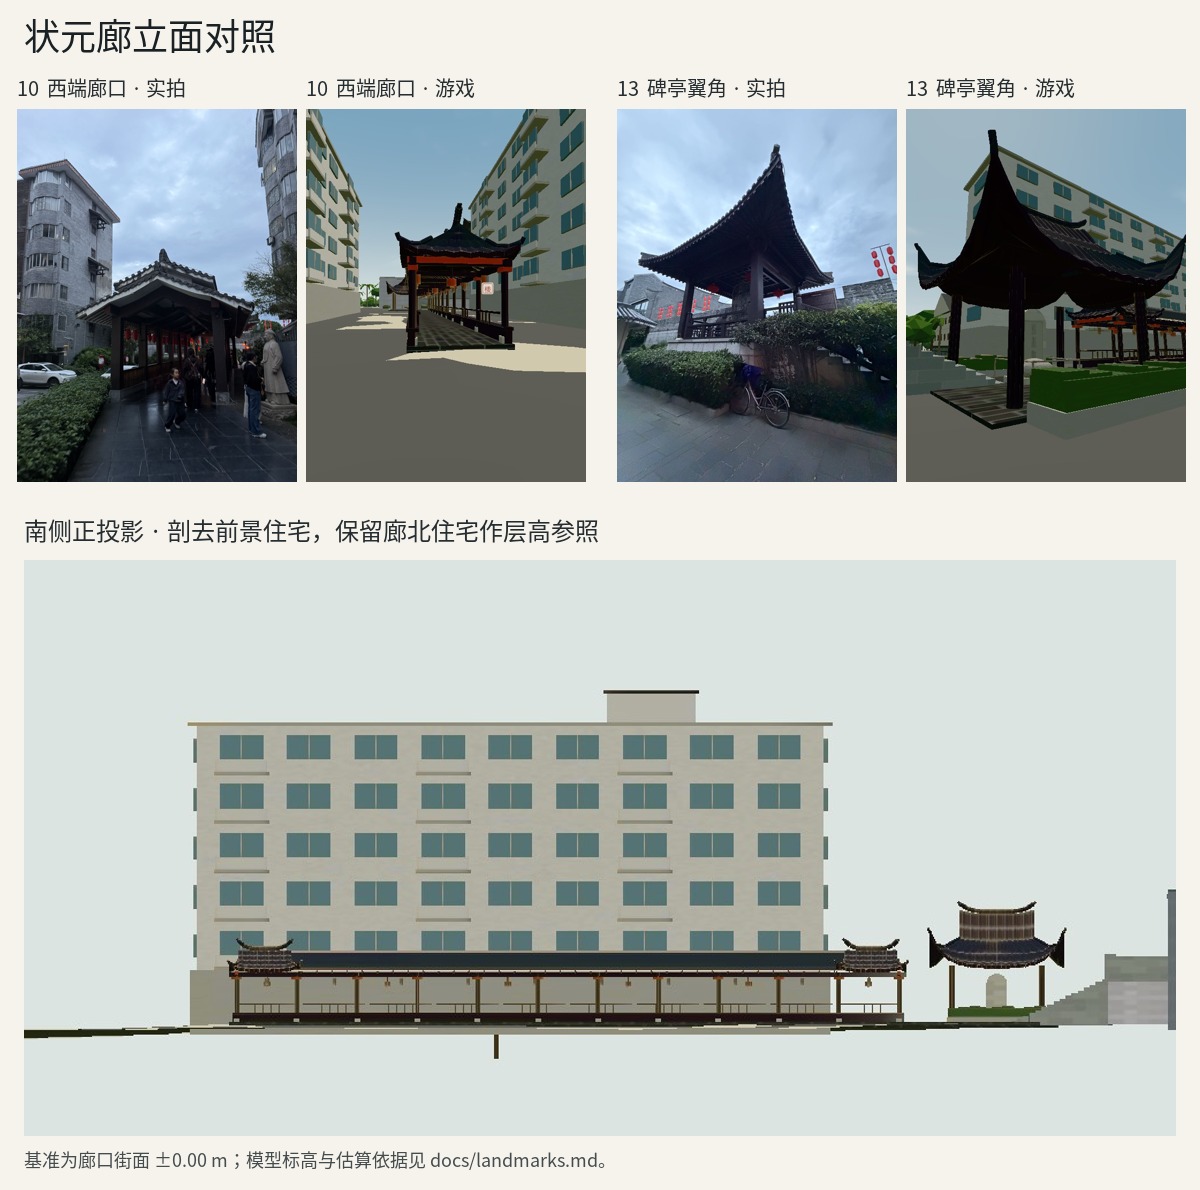 状元廊立面对照
10 西端廊口 · 实拍
10 西端廊口 · 游戏
13 碑亭翼角 · 实拍
13 碑亭翼角 · 游戏
南侧正投影 · 剖去前景住宅，保留廊北住宅作层高参照
基准为廊口街面 ±0.00 m；模型标高与估算依据见 docs/landmarks.md。